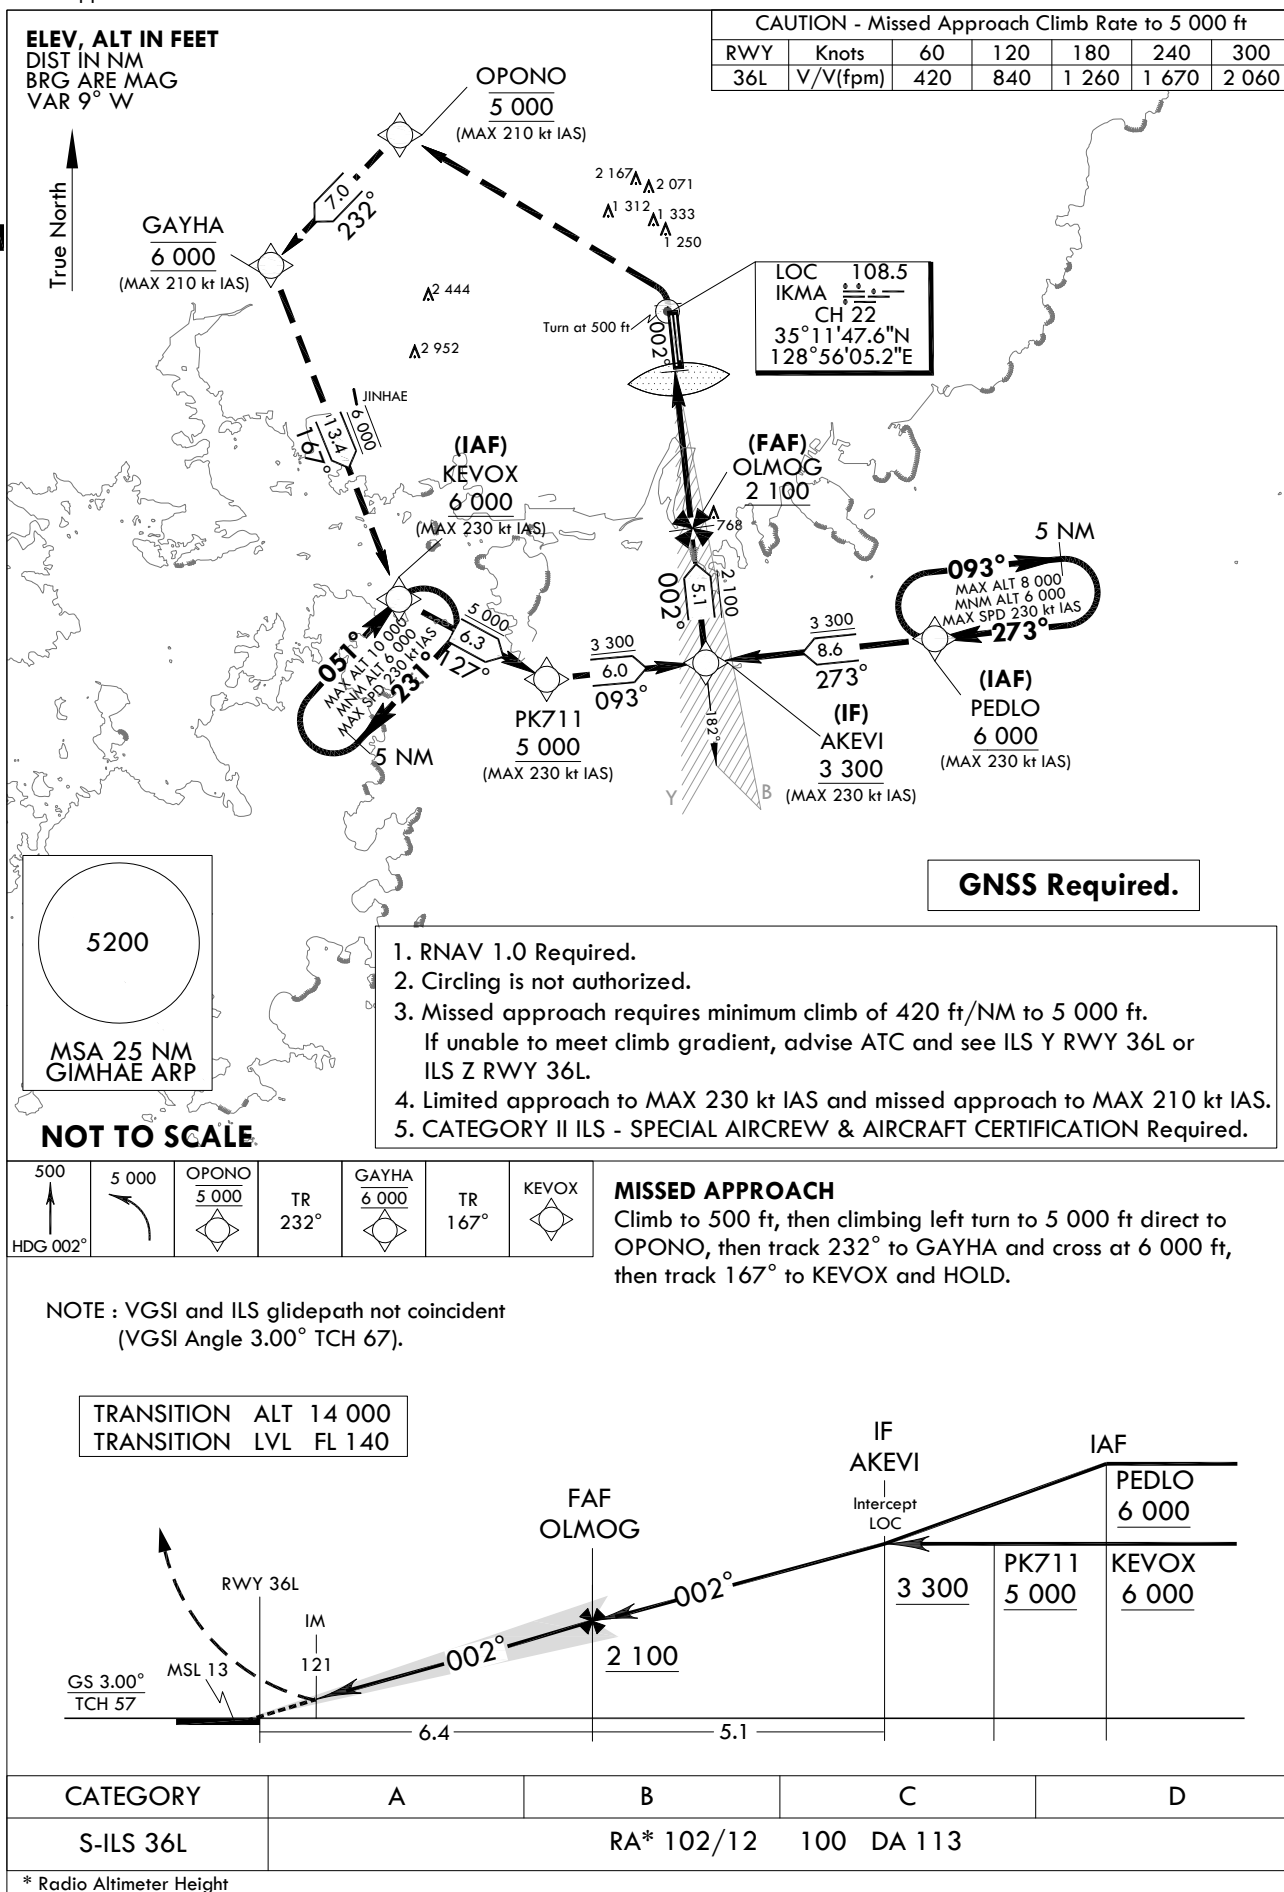 ELEV, ALT IN FEET
DIST IN NM
BRG ARE MAG
VAR 9° W
True North
CAUTION - Missed Approach Climb Rate to 5 000 ft
RWY Knots 60 120 180 240 300
36L V/V(fpm) 420 840 1 260 1 670 2 060
OPONO
5 000
(MAX 210 kt IAS)
7.0
232°
GAYHA
6 000
(MAX 210 kt IAS)
2 167
2 071
1 312
1 333
1 250
2 444
2 952
Turn at 500 ft
002°
LOC 108.5
IKMA
CH 22
35°11'47.6"N
128°56'05.2"E
JINHAE
6 000
13.4
167°
(IAF)
KEVOX
6 000
(MAX 230 kt IAS)
(FAF)
OLMOG
2 100
768
5 NM
093°
MAX ALT 8 000
MNM ALT 6 000
MAX SPD 230 kt IAS
273°
051°
MAX ALT 10 000
MNM ALT 6 000
MAX SPD 230 kt IAS
231°
5 NM
5 000
6.3
127°
3 300
6.0
093°
002°
5.1
2 100
3 300
8.6
273°
PK711
5 000
(MAX 230 kt IAS)
182°
Y
B
(IF)
AKEVI
3 300
(MAX 230 kt IAS)
(IAF)
PEDLO
6 000
(MAX 230 kt IAS)
5200
MSA 25 NM
GIMHAE ARP
NOT TO SCALE
GNSS Required.
1. RNAV 1.0 Required.
2. Circling is not authorized.
3. Missed approach requires minimum climb of 420 ft/NM to 5 000 ft.
If unable to meet climb gradient, advise ATC and see ILS Y RWY 36L or
ILS Z RWY 36L.
4. Limited approach to MAX 230 kt IAS and missed approach to MAX 210 kt IAS.
5. CATEGORY II ILS - SPECIAL AIRCREW & AIRCRAFT CERTIFICATION Required.
500
HDG 002°
5 000
OPONO
5 000
TR
232°
GAYHA
6 000
TR
167°
KEVOX
MISSED APPROACH
Climb to 500 ft, then climbing left turn to 5 000 ft direct to
OPONO, then track 232° to GAYHA and cross at 6 000 ft,
then track 167° to KEVOX and HOLD.
NOTE : VGSI and ILS glidepath not coincident
(VGSI Angle 3.00° TCH 67).
TRANSITION ALT 14 000
TRANSITION LVL FL 140
IF
AKEVI
Intercept
LOC
IAF
PEDLO
6 000
FAF
OLMOG
002°
3 300
PK711
5 000
KEVOX
6 000
RWY 36L
IM
121
002°
2 100
MSL 13
GS 3.00°
TCH 57
6.4
5.1
CATEGORY A B C D
S-ILS 36L RA* 102/12 100 DA 113
* Radio Altimeter Height